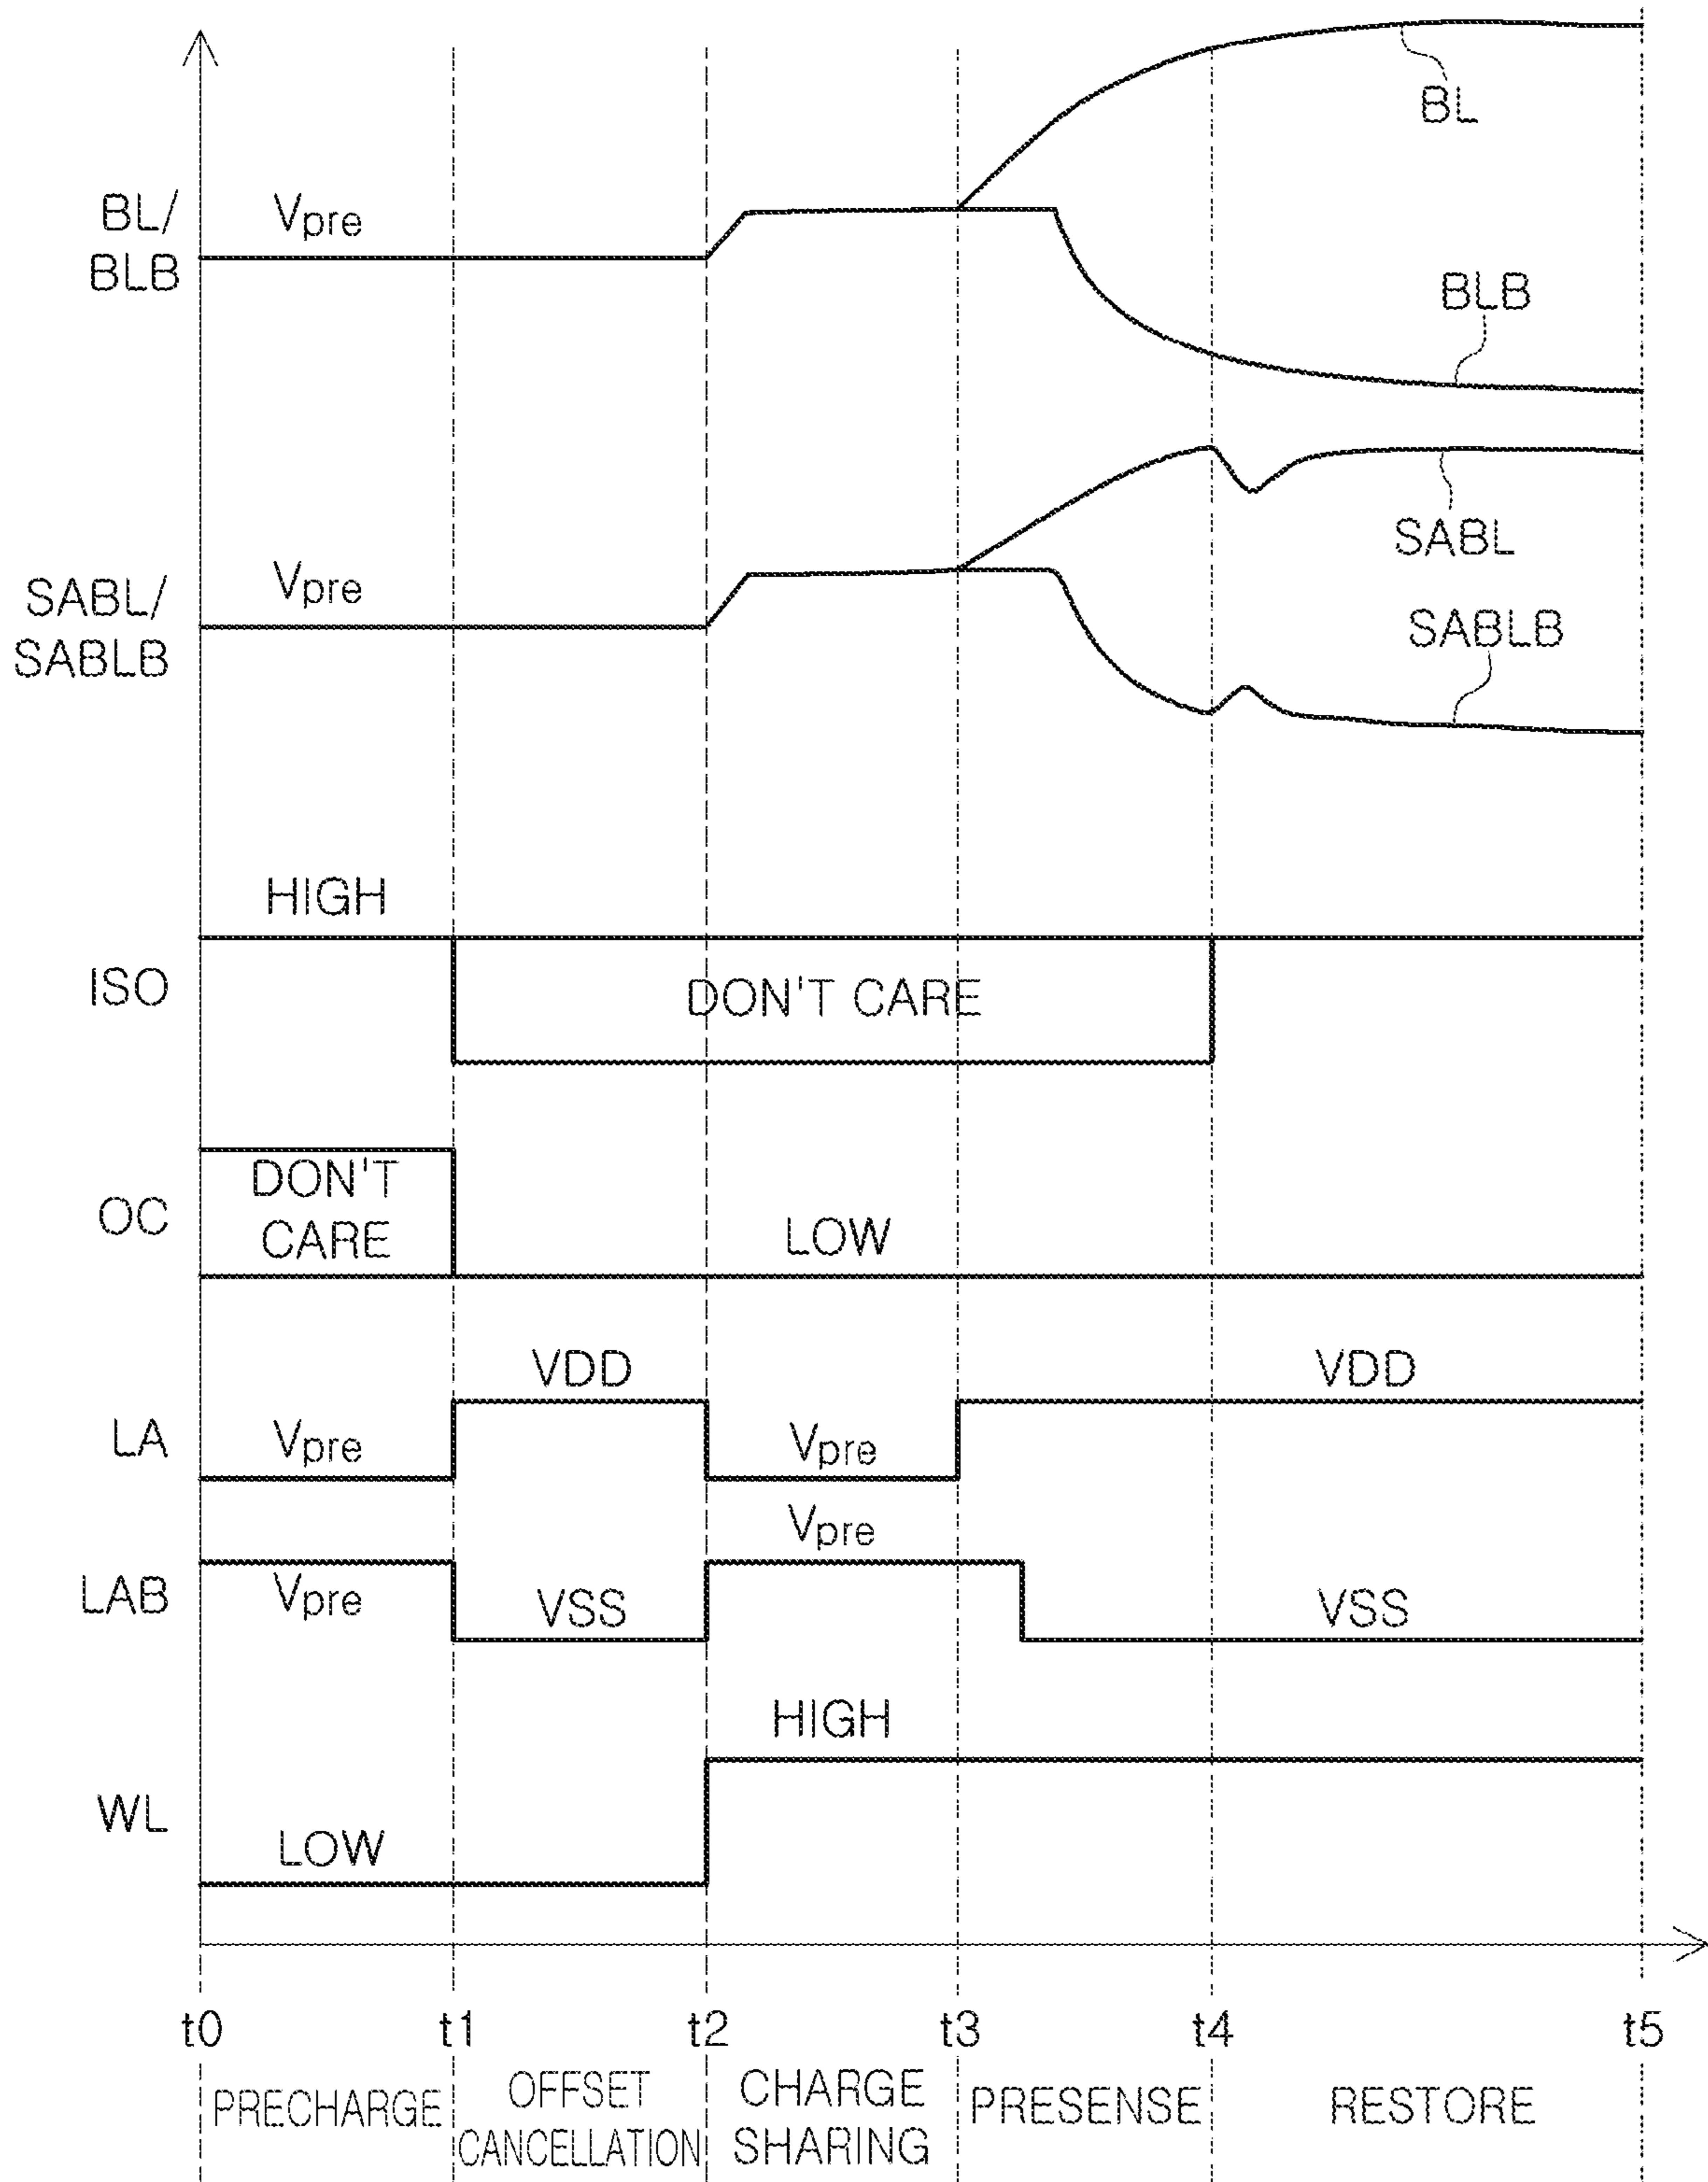 BL
BL/
BLB
Vpre
BLB
SABL
Vpre
SABL/
SABLB
SABLB
HIGH
ISO
DON'T CARE
OC
DON'T
CARE
LOW
VDD
VDD
LA
Vpre
Vpre
Vpre
LAB
Vpre
VSS
VSS
HIGH
WL
LOW
t0
t1
t2
t3
t4
t5
PRECHARGE
OFFSET
CANCELLATION
CHARGE
SHARING
PRESENSE
RESTORE